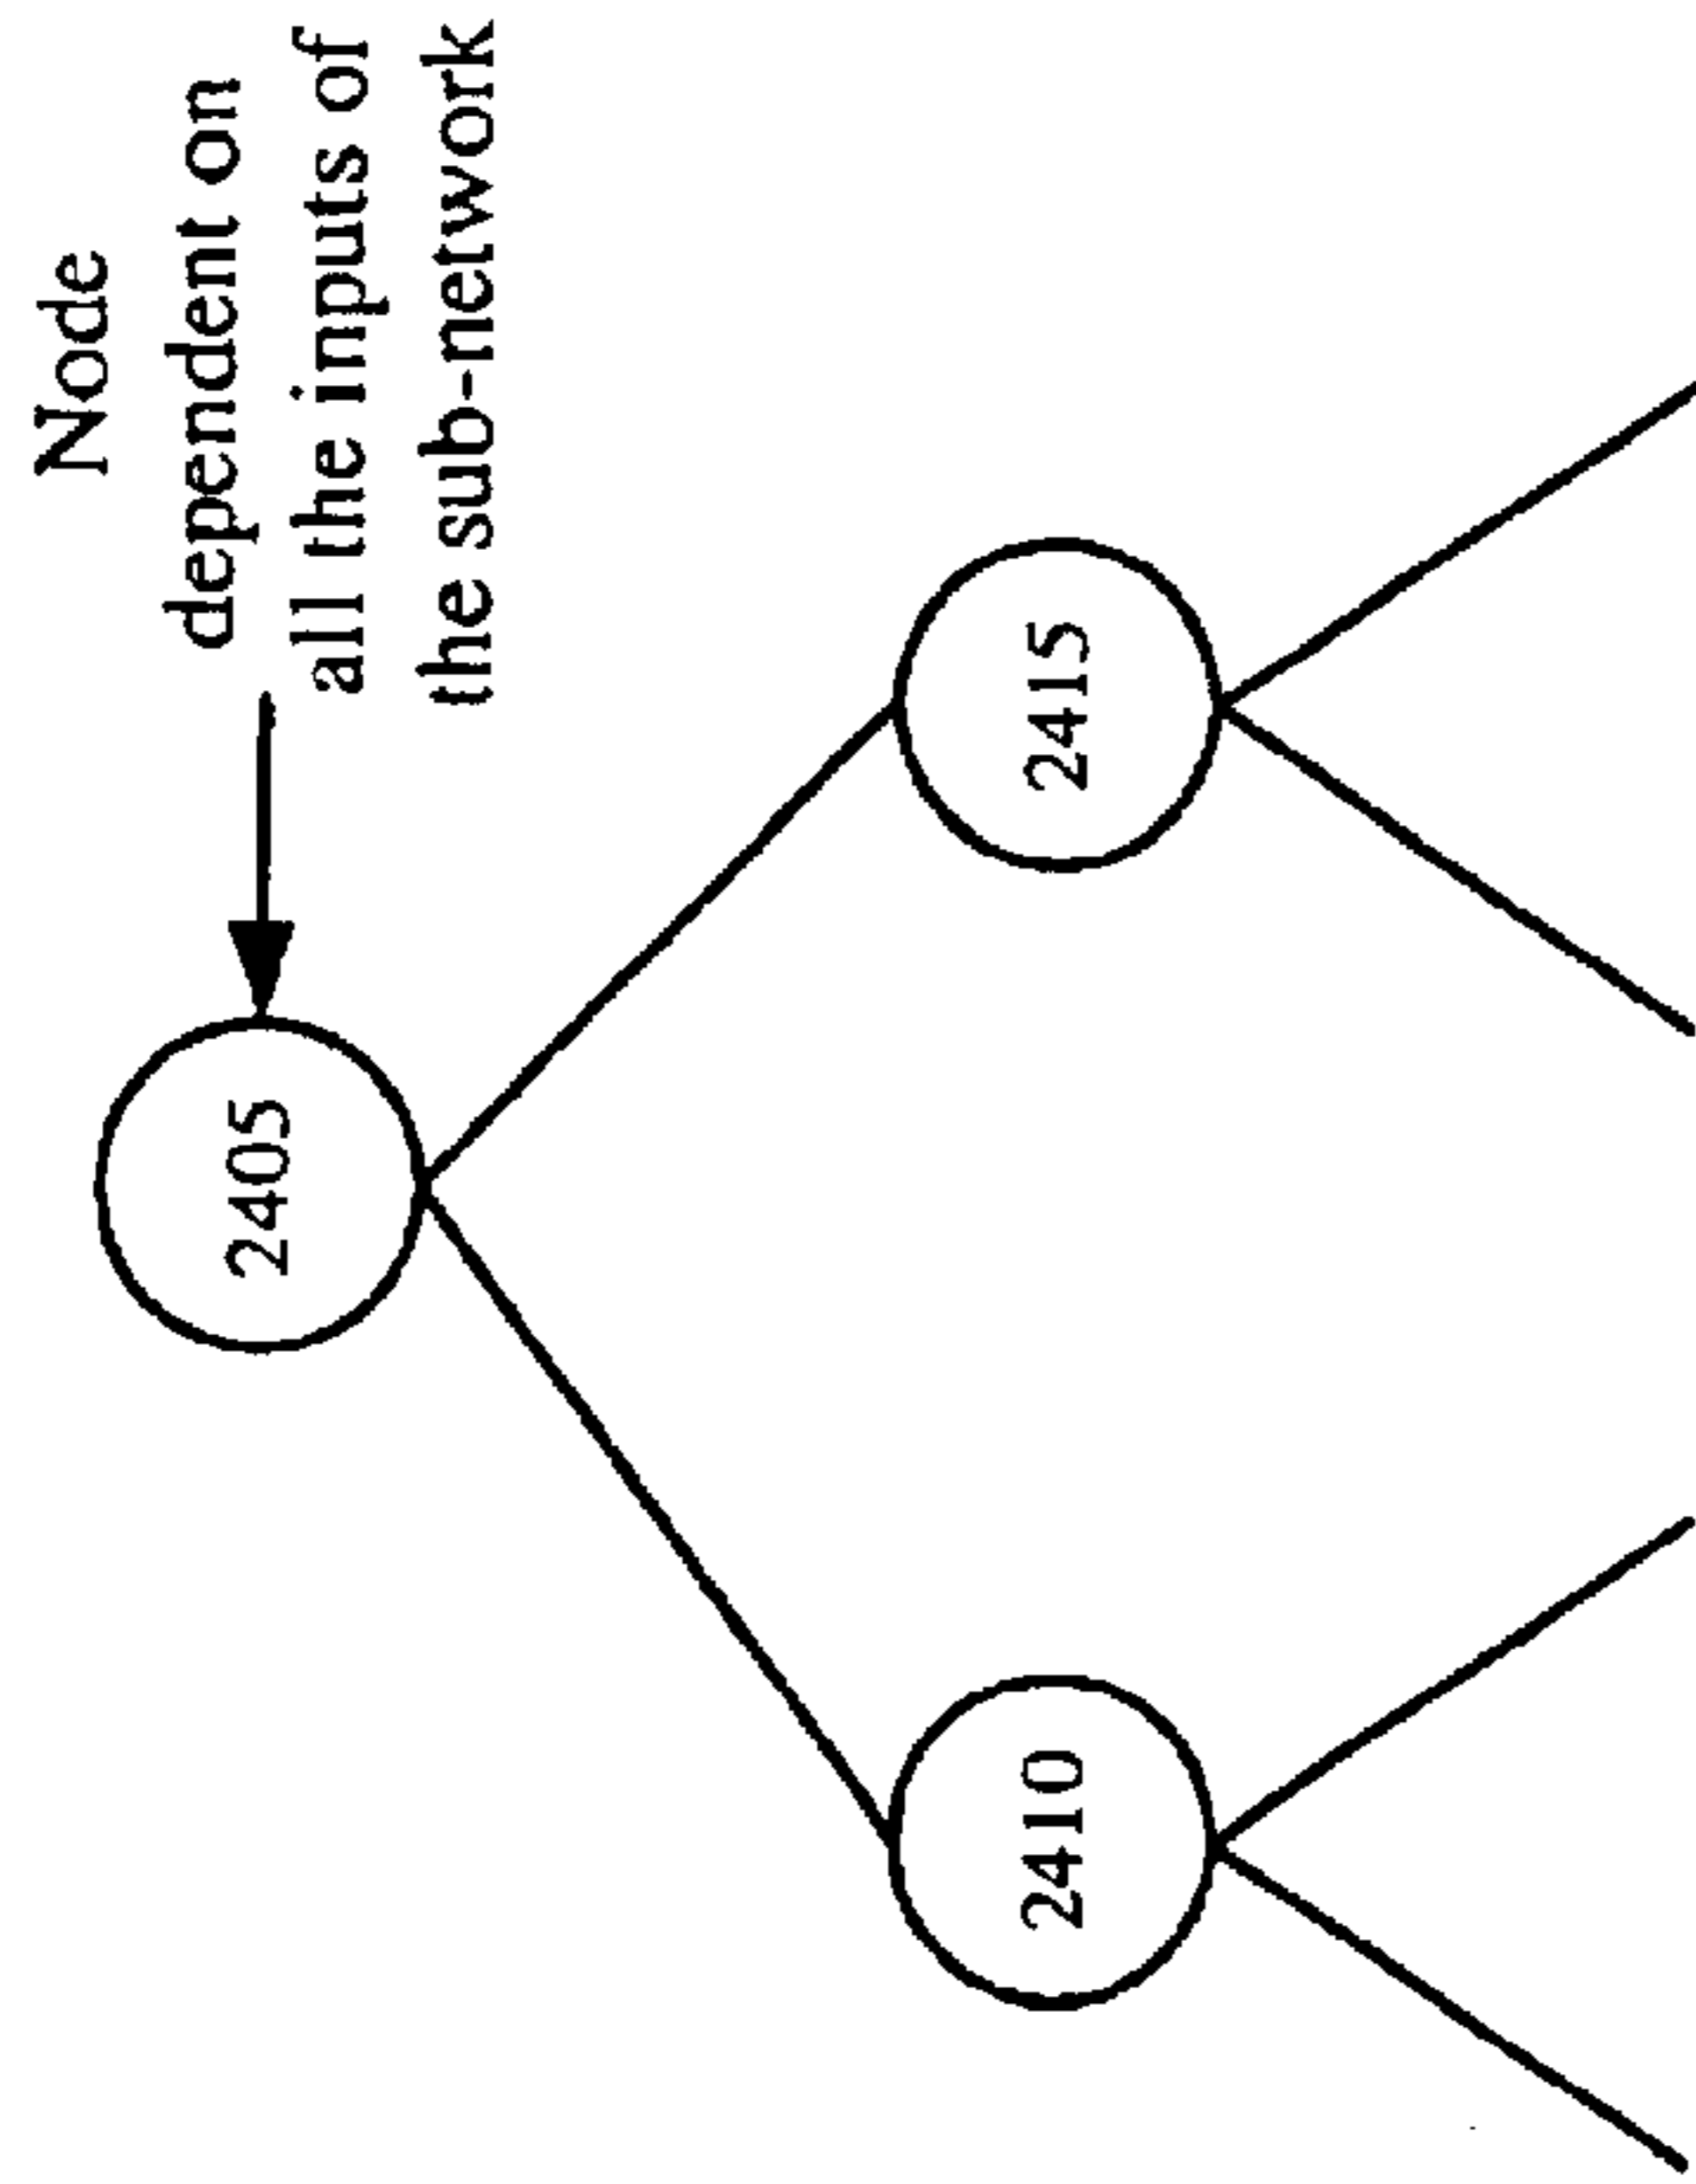 Node
dependent on
all the inputs of
the sub-network
2405
2410
2415